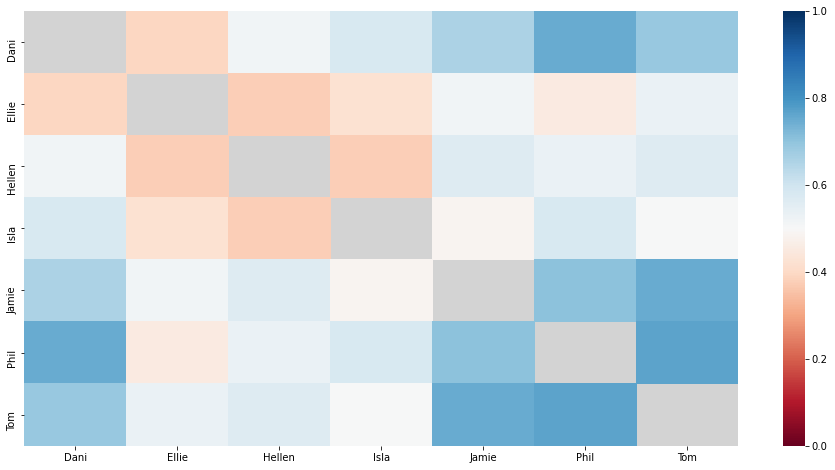 Dani
Ellie
Hellen
Isla
Jamie
Phil
Tom
Dani Ellie Hellen Isla Jamie Phil Tom
1.0
0.8
0.6
0.4
0.2
0.0